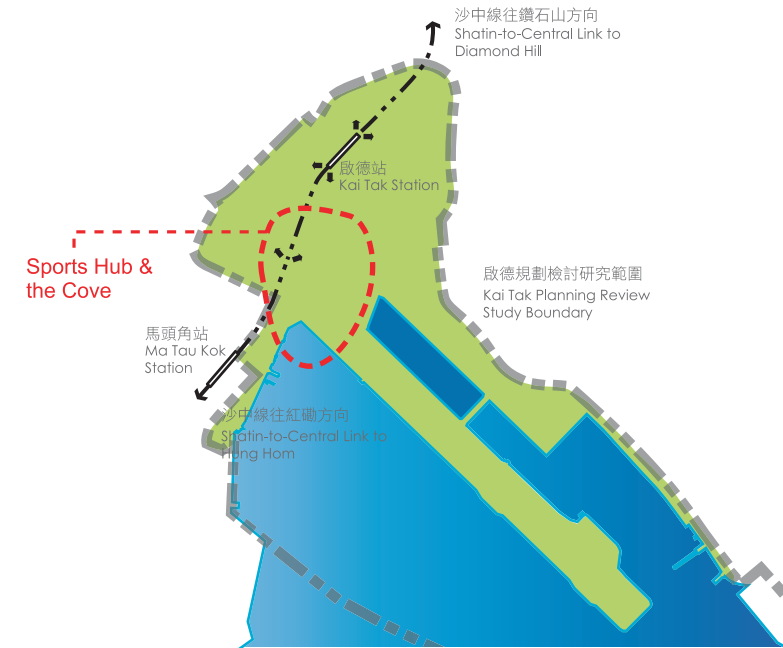 沙中線往鑽石山方向
Shatin-to-Central Link to
Diamond Hill
啟德站
Kai Tak Station
Sports Hub &
the Cove
啟德規劃檢討研究範圍
Kai Tak Planning Review
Study Boundary
馬頭角站
Ma Tau Kok
Station
沙中線往紅磡方向
Shatin-to-Central Link to
Hung Hom